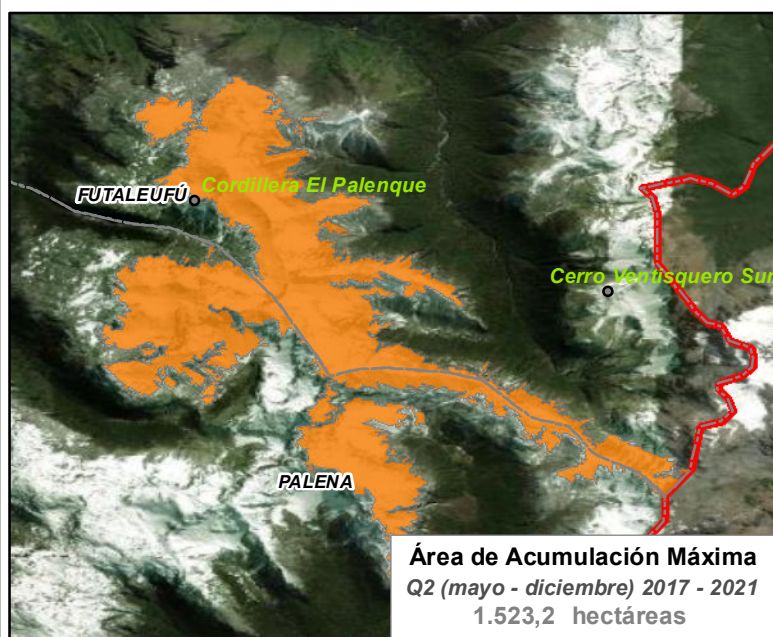 Cordillera El Palenque
FUTALEUFÚ
Cerro Ventisquero Sur
PALENA
Área de Acumulación Máxima
Q2 (mayo - diciembre) 2017 - 2021
1.523,2 hectáreas